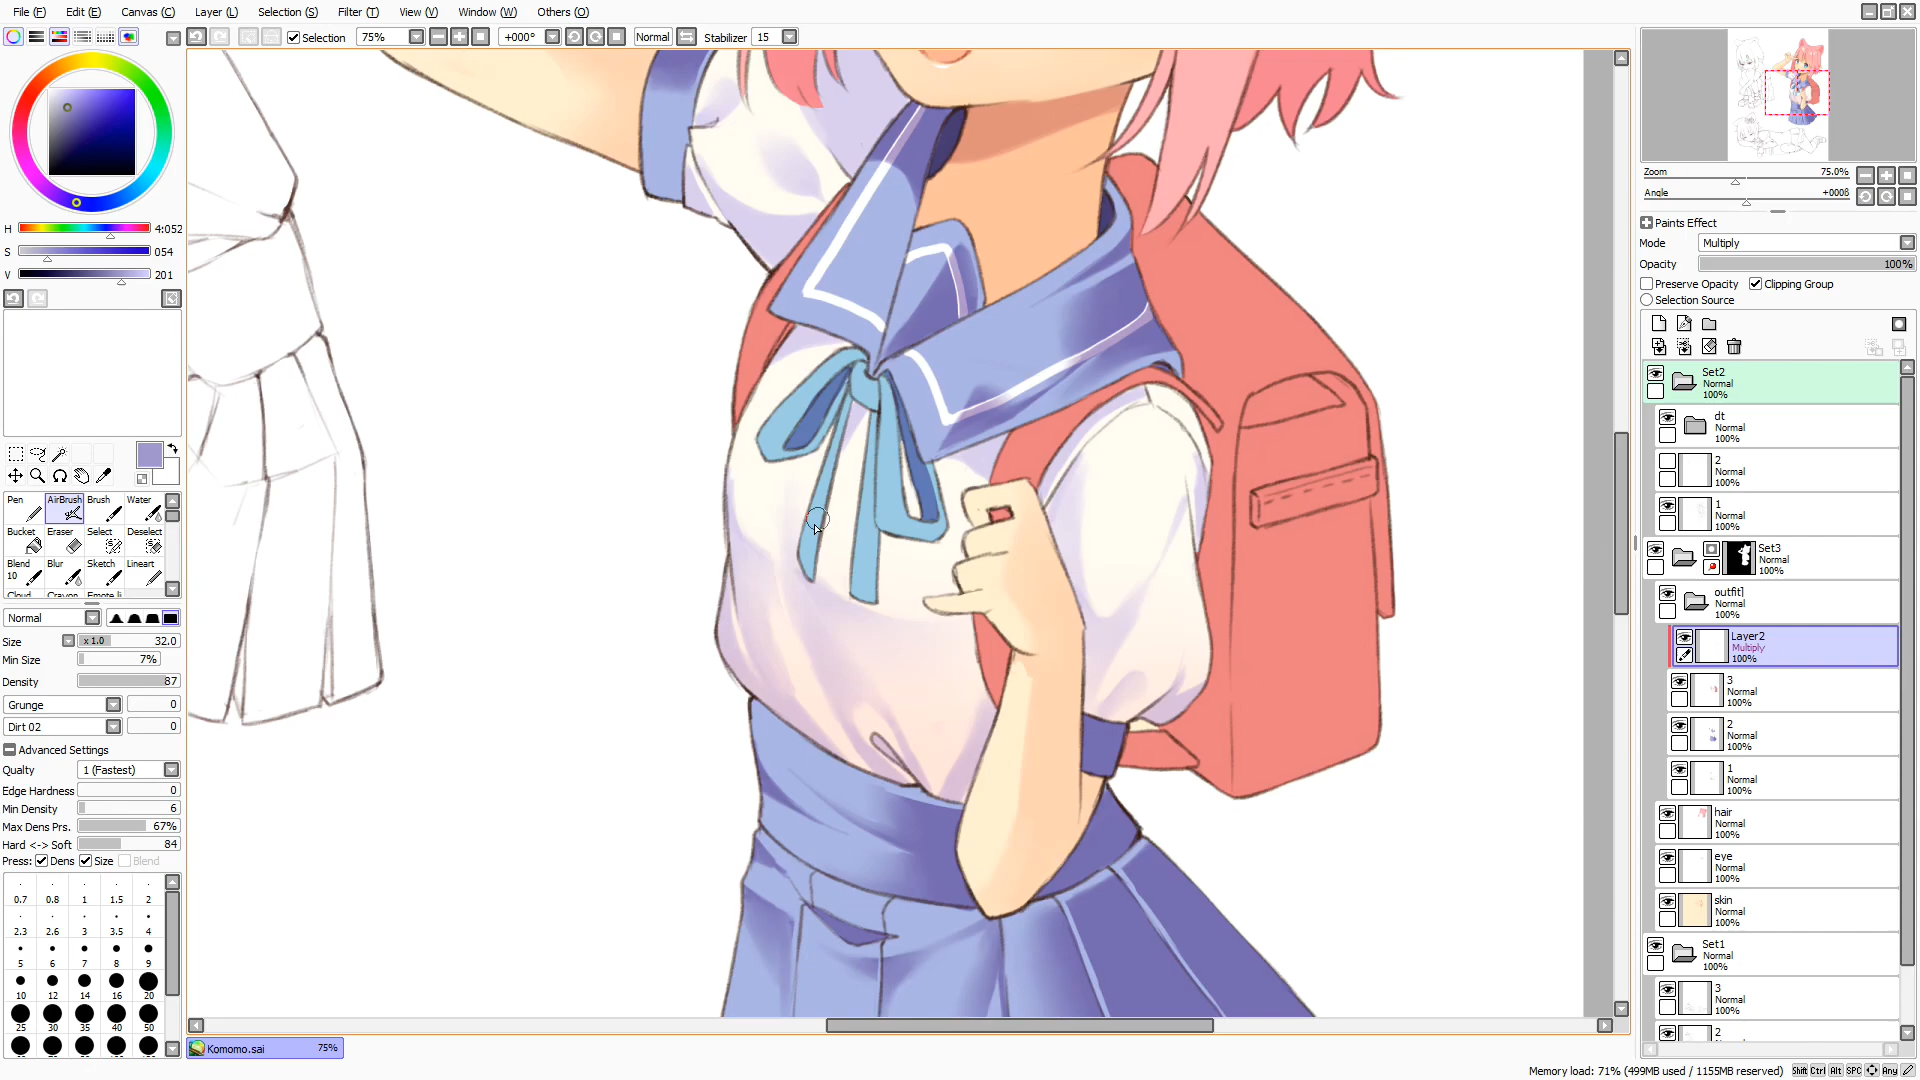 File (F) Edit (E) Canvas (C) Layer (L) Selection (S) Filter (T) View (V) Window (W) Others (O)
Selection 75% +000° Normal Stabilizer 15
H 4:052
S 054
V 201
Pen AirBrush Brush Water
Bucket Eraser Select Deselect
Blend Blur Sketch Lineart
10
Cloud Crayon Emote li
Normal
Size x 1.0 32.0
Min Size 7%
Density 87
Grunge 0
Dirt 02 0
Advanced Settings
Qualty 1 (Fastest)
Edge Hardness 0
Min Density 6
Max Dens Prs. 67%
Hard <-> Soft 84
Press: Dens Size Blend
0.7 0.8 1 1.5 2
2.3 2.6 3 3.5 4
5 6 7 8 9
10 12 14 16 20
25 30 35 40 50
Komomo.sai 75%
Zoom 75.0%
Angle +000ß
Paints Effect
Mode Multiply
Opacity 100%
Preserve Opacity Clipping Group
Selection Source
Set2
Normal
100%
dt
Normal
100%
2
Normal
100%
1
Normal
100%
Set3
Normal
100%
outfit]
Normal
100%
Layer2
Multiply
100%
3
Normal
100%
2
Normal
100%
1
Normal
100%
hair
Normal
100%
eye
Normal
100%
skin
Normal
100%
Set1
Normal
100%
3
Normal
100%
2
Memory load: 71% (499MB used / 1155MB reserved) Shift Ctrl Alt SPC Any